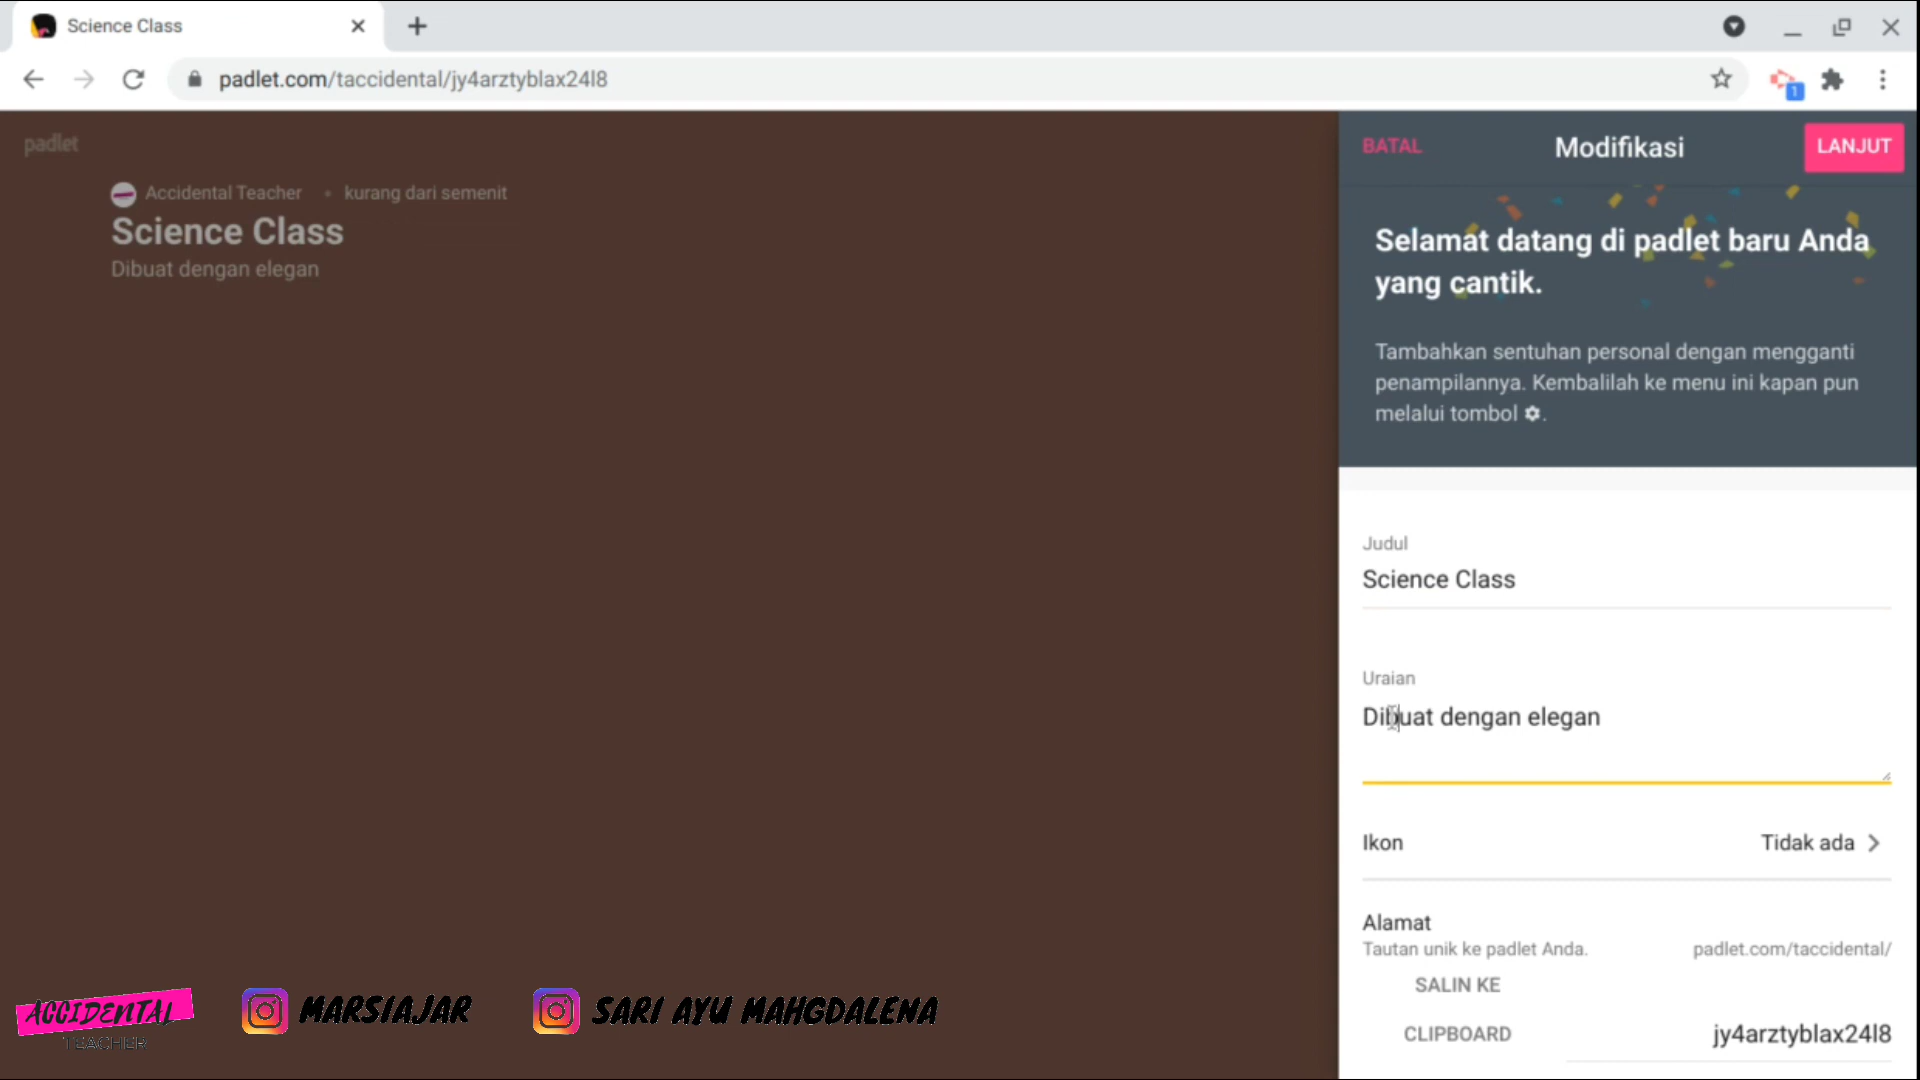 Science Class
padlet.com/taccidental/jy4arztyblax24l8
1
padlet
Accidental Teacher • kurang dari semenit
Science Class
Dibuat dengan elegan
BATAL
Modifikasi
LANJUT
Selamat datang di padlet baru Anda
yang cantik.
Tambahkan sentuhan personal dengan mengganti
penampilannya. Kembalilah ke menu ini kapan pun
melalui tombol ⚙.
Judul
Science Class
Uraian
Dibuat dengan elegan
Ikon
Tidak ada
Alamat
Tautan unik ke padlet Anda.
padlet.com/taccidental/
SALIN KE
CLIPBOARD
jy4arztyblax24l8
ACCIDENTAL
TEACHER
MARSIAJAR
SARI AYU MAHGDALENA